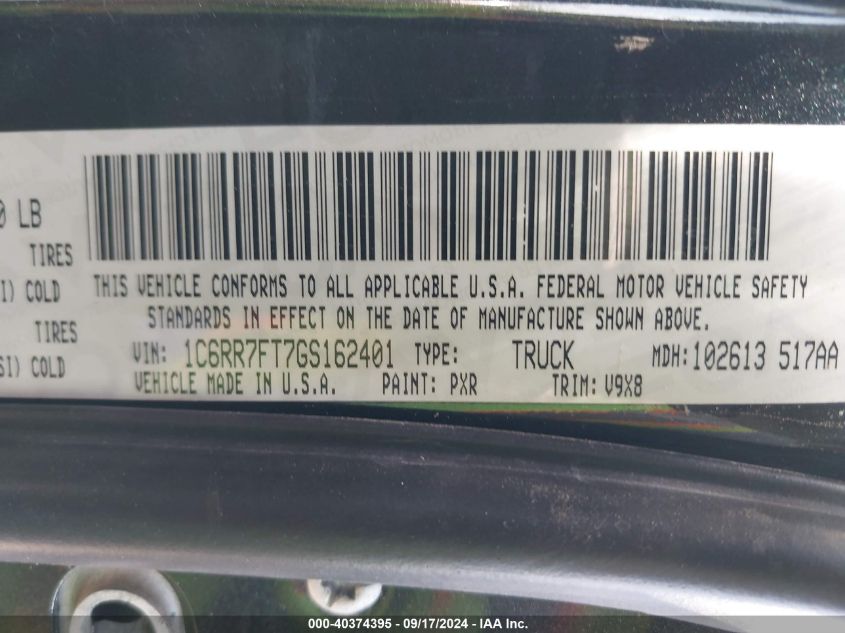 0 LB
TIRES
SI) COLD
TIRES
SI) COLD
THIS VEHICLE CONFORMS TO ALL APPLICABLE U.S.A. FEDERAL MOTOR VEHICLE SAFETY
STANDARDS IN EFFECT ON THE DATE OF MANUFACTURE SHOWN ABOVE.
VIN: 1C6RR7FT7GS162401 TYPE: TRUCK MDH:102613 517AA
VEHICLE MADE IN U.S.A. PAINT: PXR TRIM: V9X8
000-40374395 - 09/17/2024 - IAA Inc.